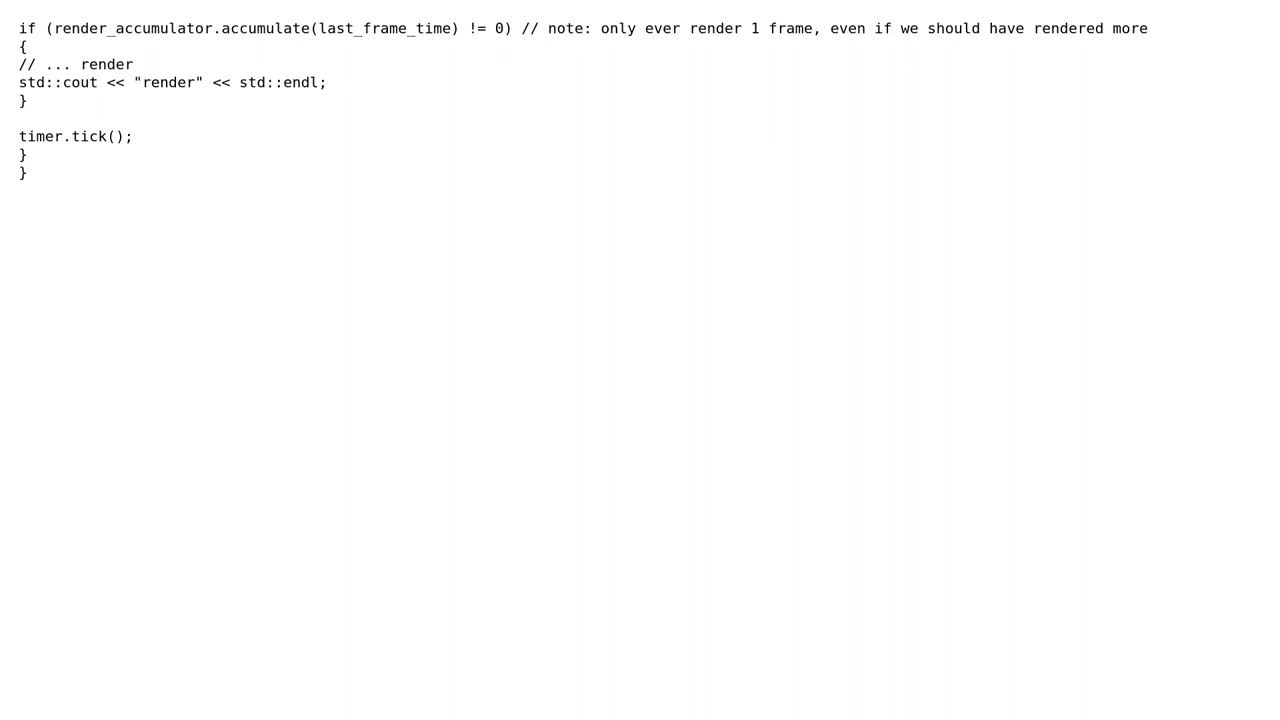 if (render_accumulator.accumulate(last_frame_time) != 0) // note: only ever render 1 frame, even if we should have rendered more
{
// ... render
std::cout << "render" << std::endl;
}

timer.tick();
}
}